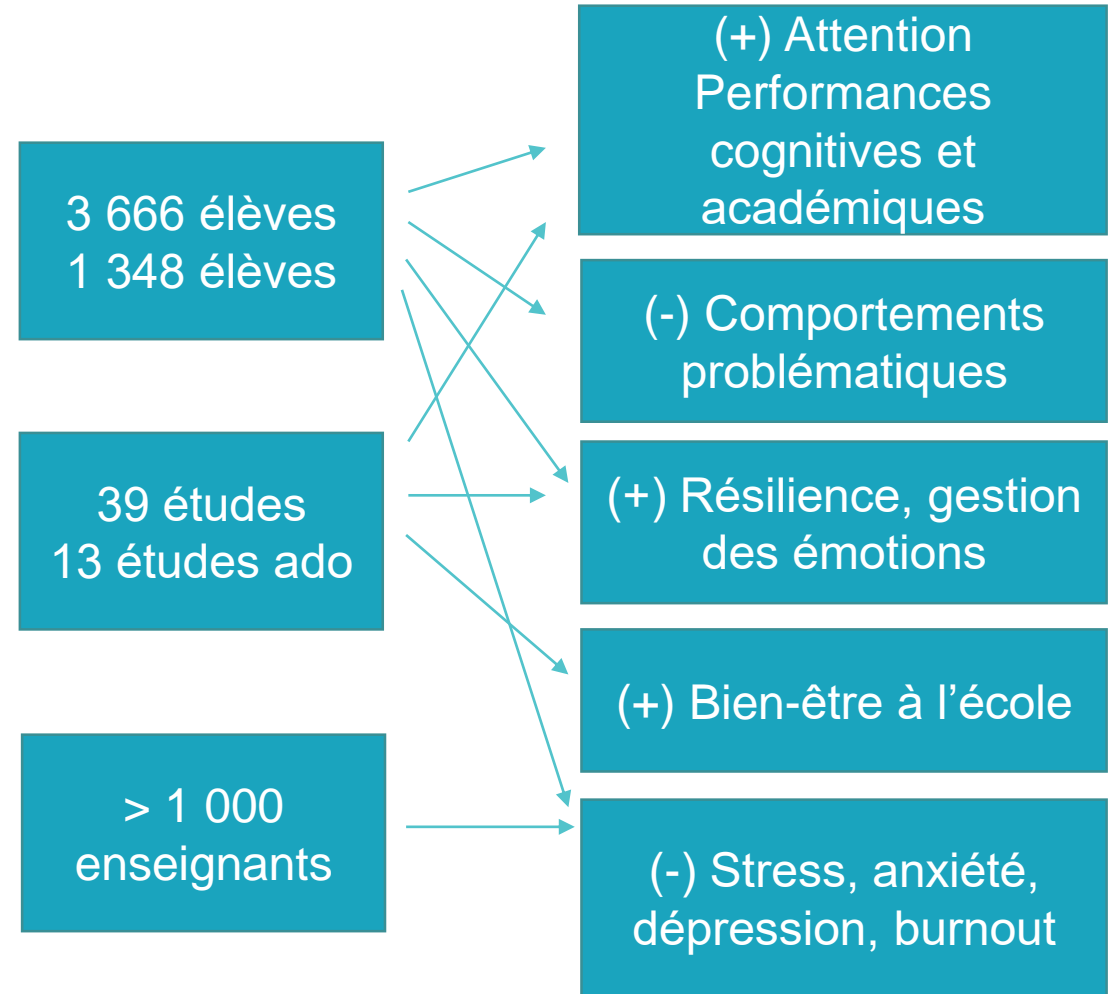 3 666 élèves
1 348 élèves
39 études
13 études ado
> 1 000
enseignants
(+) Attention
Performances
cognitives et
académiques
(-) Comportements
problématiques
(+) Résilience, gestion
des émotions
(+) Bien-être à l’école
(-) Stress, anxiété,
dépression, burnout